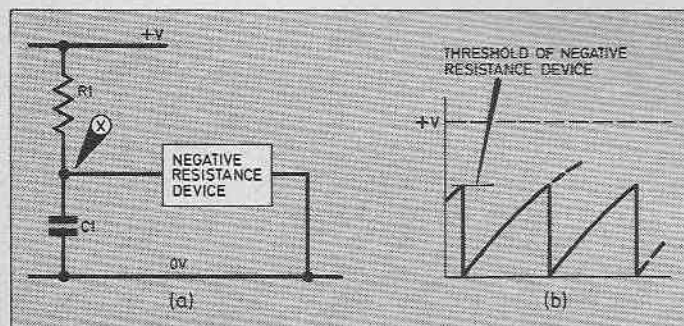 +V
R1
X
NEGATIVE
RESISTANCE
DEVICE
C1
0V
(a)
THRESHOLD OF NEGATIVE
RESISTANCE DEVICE
+V
(b)